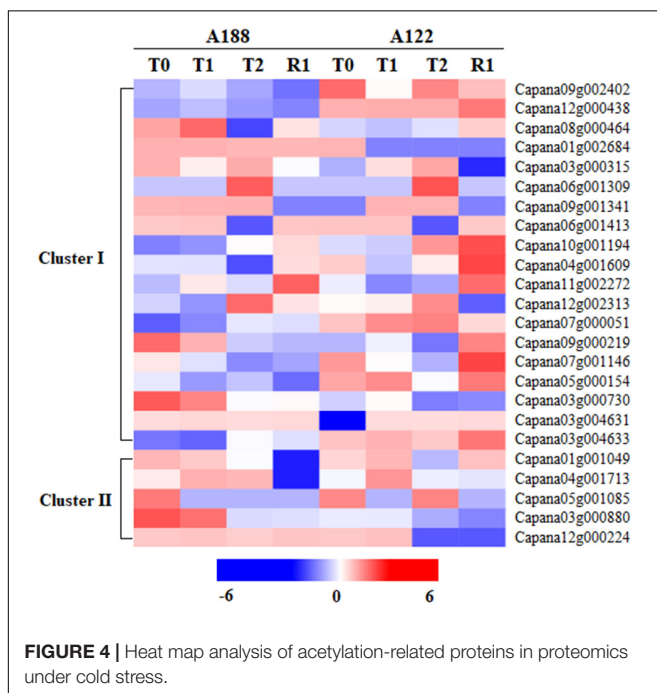 A188 A122
T0 T1 T2 R1 T0 T1 T2 R1
Capana09g002402
Capana12g000438
Capana08g000464
Capana01g002684
Capana03g000315
Capana06g001309
Capana09g001341
Capana06g001413
Capana10g001194
Cluster I
Capana04g001609
Capana11g002272
Capana12g002313
Capana07g000051
Capana09g000219
Capana07g001146
Capana05g000154
Capana03g000730
Capana03g004631
Capana03g004633
Capana01g001049
Capana04g001713
Cluster II
Capana05g001085
Capana03g000880
Capana12g000224
-6 0 6
FIGURE 4 | Heat map analysis of acetylation-related proteins in proteomics
under cold stress.